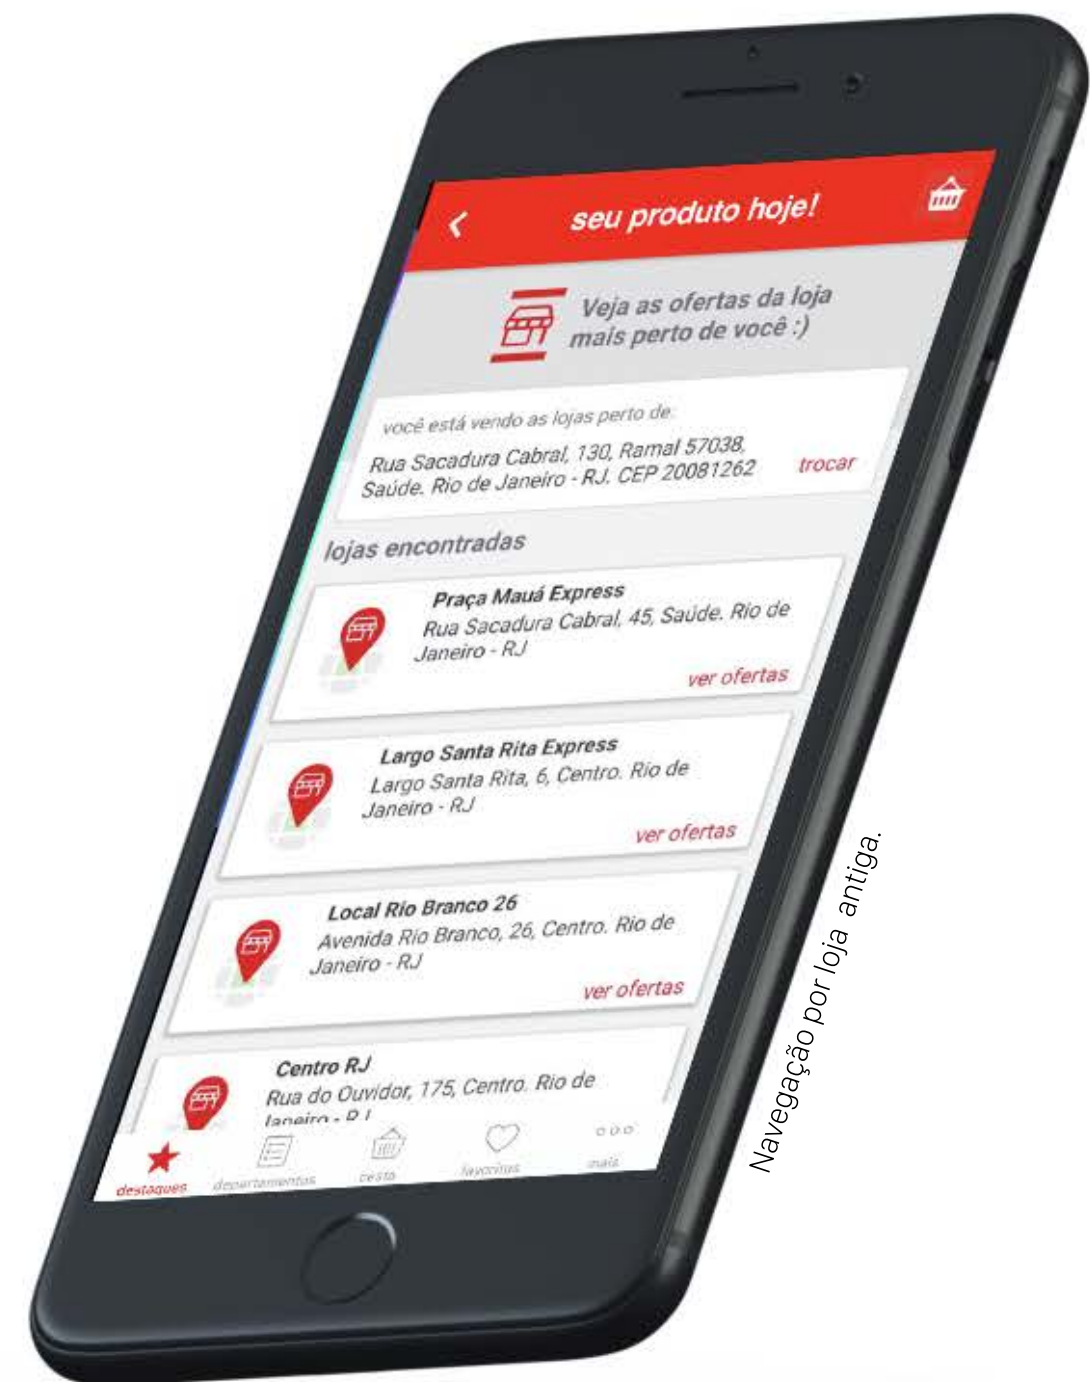 seu produto hoje!
Veja as ofertas da loja
mais perto de você :)
você está vendo as lojas perto de:
Rua Sacadura Cabral, 130, Ramal 57038,
Saúde. Rio de Janeiro - RJ. CEP 20081262
trocar
lojas encontradas
Praça Mauá Express
Rua Sacadura Cabral, 45, Saúde. Rio de
Janeiro - RJ
ver ofertas
Largo Santa Rita Express
Largo Santa Rita, 6, Centro. Rio de
Janeiro - RJ
ver ofertas
Local Rio Branco 26
Avenida Rio Branco, 26, Centro. Rio de
Janeiro - RJ
ver ofertas
Centro RJ
Rua do Ouvidor, 175, Centro. Rio de
Janeiro - RJ
destaques
departamentos
cesta
favoritos
mais
Navegação por loja antiga.